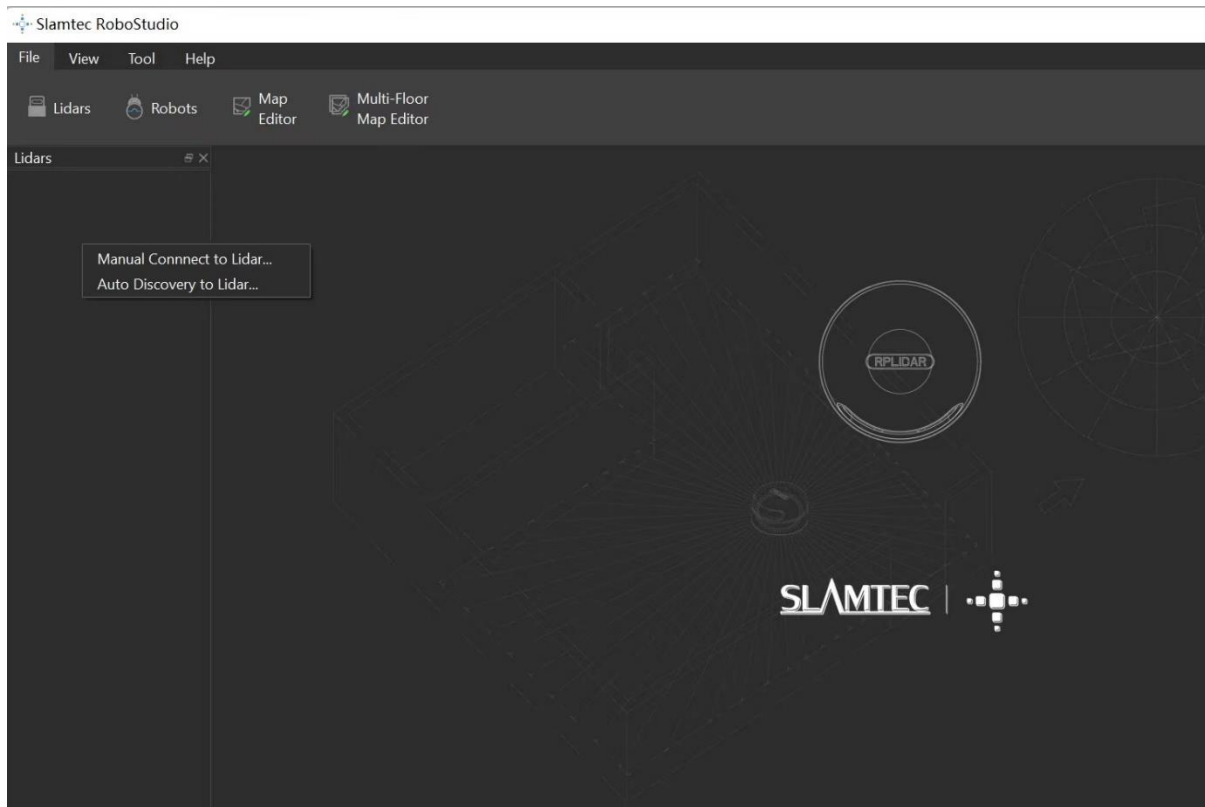 Slamtec RoboStudio
File View Tool Help
Lidars Robots Map Editor Multi-Floor Map Editor
Lidars
Manual Connnect to Lidar...
Auto Discovery to Lidar...
RPLIDAR
SLAMTEC